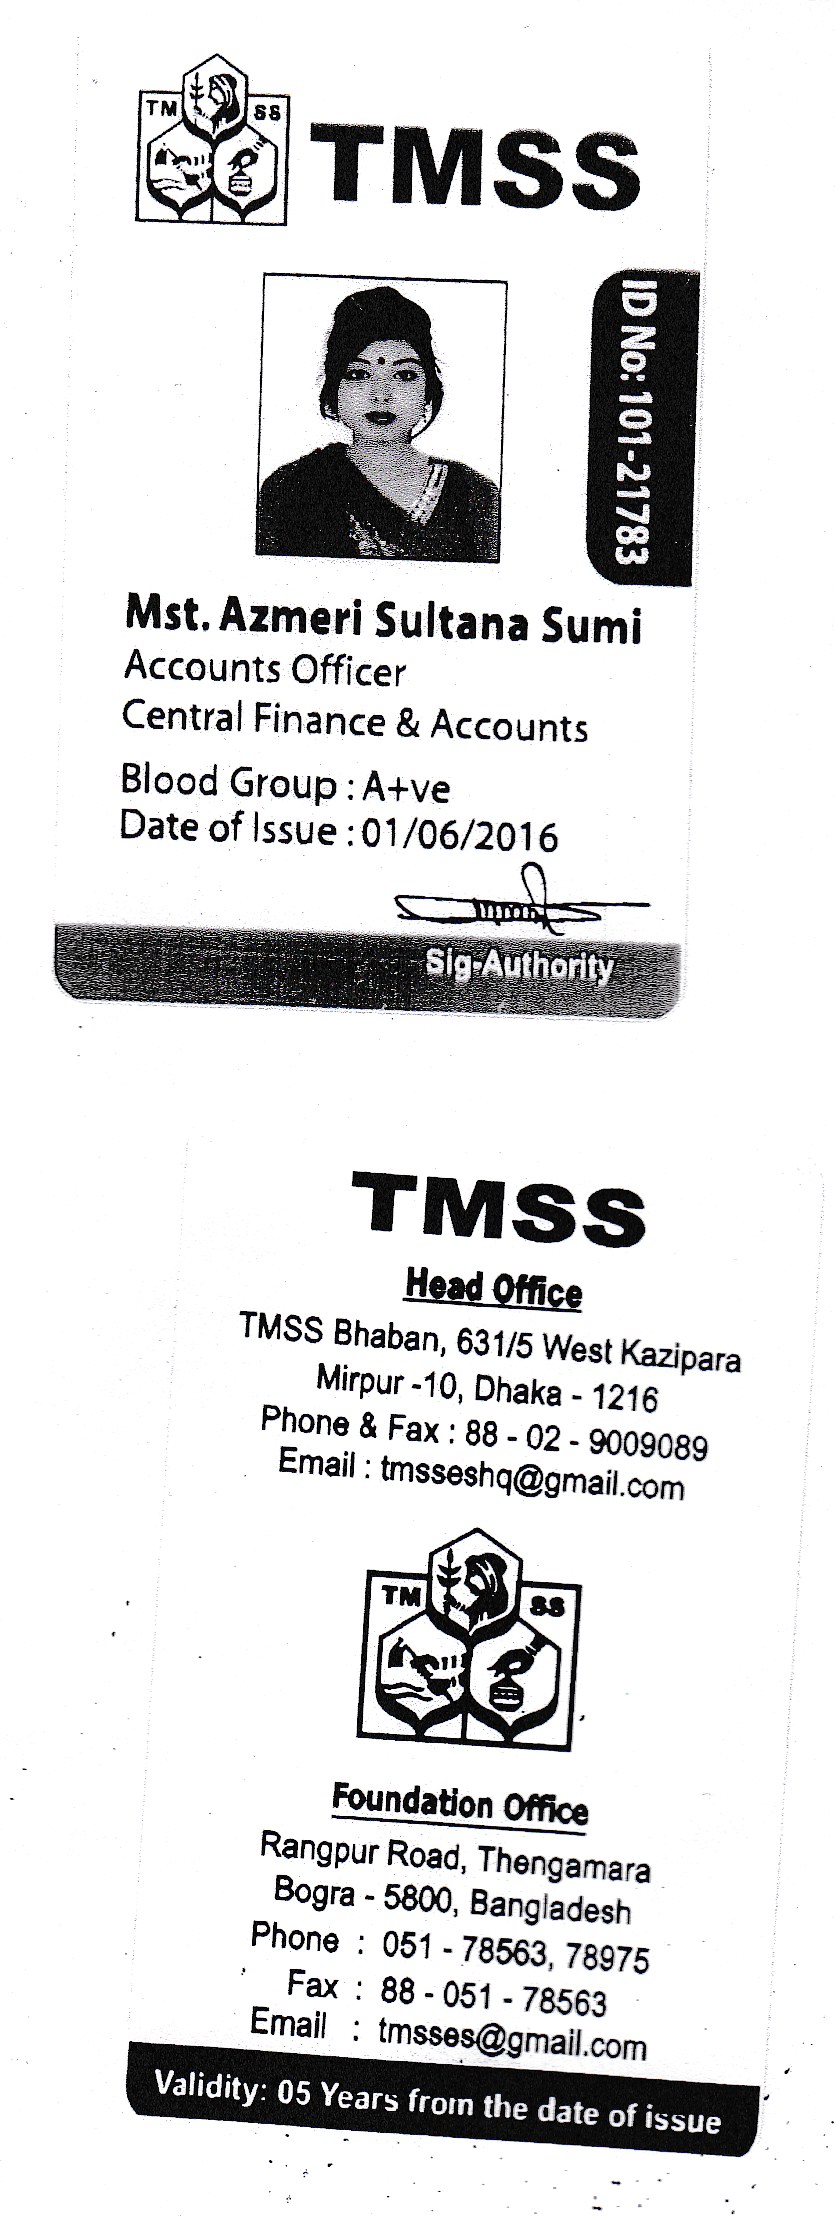 TM SS
TMSS
ID No: 101-21783
Mst. Azmeri Sultana Sumi
Accounts Officer
Central Finance & Accounts
Blood Group : A+ve
Date of Issue : 01/06/2016
Sig-Authority
TMSS
Head Office
TMSS Bhaban, 631/5 West Kazipara
Mirpur -10, Dhaka - 1216
Phone & Fax : 88 - 02 - 9009089
Email : tmsseshq@gmail.com
TM SS
Foundation Office
Rangpur Road, Thengamara
Bogra - 5800, Bangladesh
Phone : 051 - 78563, 78975
Fax : 88 - 051 - 78563
Email : tmsses@gmail.com
Validity: 05 Years from the date of issue